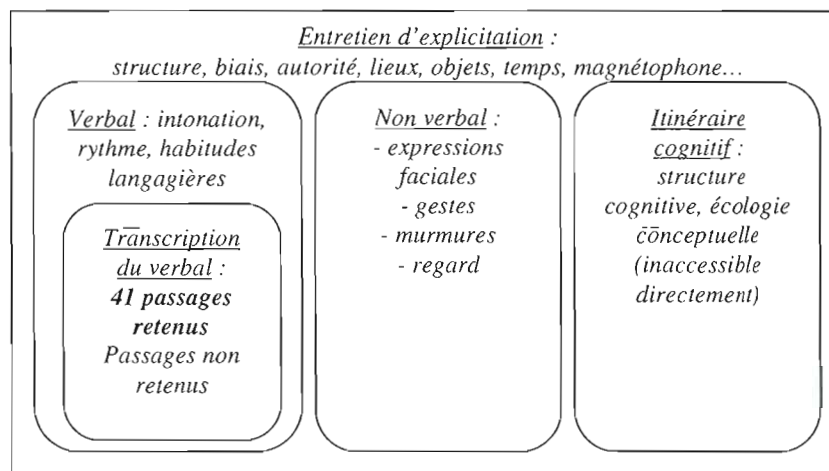 Entretien d'explicitation :
structure, biais, autorité, lieux, objets, temps, magnétophone...
Verbal : intonation,
rythme, habitudes
langagières
Transcription
du verbal :
41 passages
retenus
Passages non
retenus
Non verbal :
- expressions
faciales
- gestes
- murmures
- regard
Itinéraire
cognitif :
structure
cognitive, écologie
conceptuelle
(inaccessible
directement)